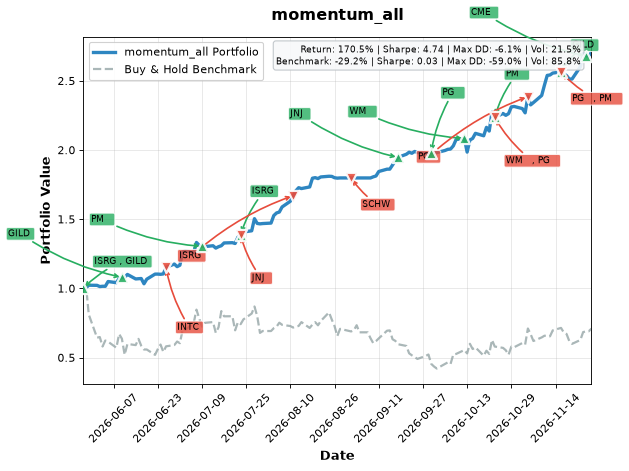 momentum_all
CME
GILD
momentum_all Portfolio
Buy & Hold Benchmark
Return: 170.5% | Sharpe: 4.74 | Max DD: -6.1% | Vol: 21.5%
Benchmark: -29.2% | Sharpe: 0.03 | Max DD: -59.0% | Vol: 85.8%
PM
PG
PG , PM
JNJ
WM
PG
WM , PG
ISRG
SCHW
PM
GILD
ISRG
ISRG , GILD
JNJ
INTC
2.5
2.0
1.5
1.0
0.5
Portfolio Value
2026-06-07
2026-06-23
2026-07-09
2026-07-25
2026-08-10
2026-08-26
2026-09-11
2026-09-27
2026-10-13
2026-10-29
2026-11-14
Date